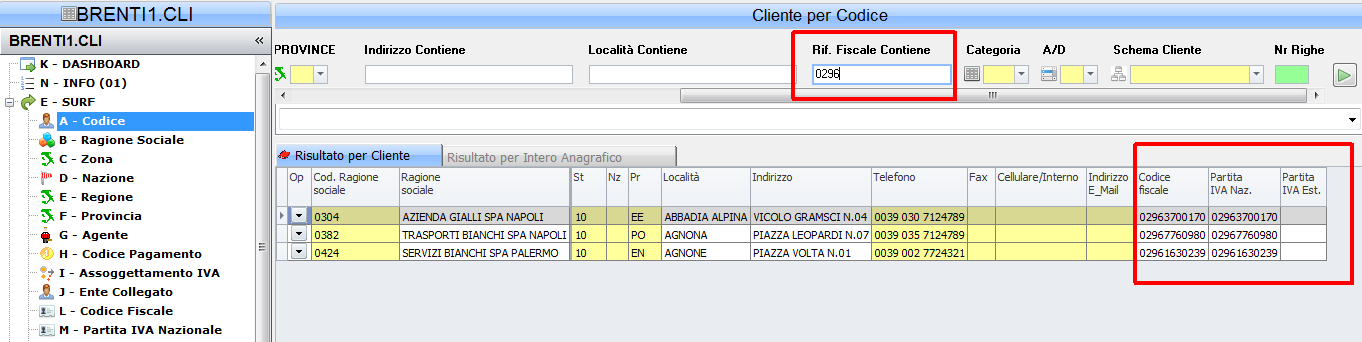 BRENTI1.CLI
BRENTI1.CLI «
K - DASHBOARD
N - INFO (01)
E - SURF
A - Codice
B - Ragione Sociale
C - Zona
D - Nazione
E - Regione
F - Provincia
G - Agente
H - Codice Pagamento
I - Assoggettamento IVA
J - Ente Collegato
L - Codice Fiscale
M - Partita IVA Nazionale
Cliente per Codice
PROVINCE Indirizzo Contiene Località Contiene Rif. Fiscale Contiene Categoria A/D Schema Cliente Nr Righe
0296
Risultato per Cliente Risultato per Intero Anagrafico
Op Cod. Ragione sociale Ragione sociale St Nz Pr Località Indirizzo Telefono Fax Cellulare/Interno Indirizzo E_Mail Codice fiscale Partita IVA Naz. Partita IVA Est.
0304 AZIENDA GIALLI SPA NAPOLI 10 EE ABBADIA ALPINA VICOLO GRAMSCI N.04 0039 030 7124789 02963700170 02963700170
0382 TRASPORTI BIANCHI SPA NAPOLI 10 PO AGNONA PIAZZA LEOPARDI N.07 0039 035 7124789 02967760980 02967760980
0424 SERVIZI BIANCHI SPA PALERMO 10 EN AGNONE PIAZZA VOLTA N.01 0039 002 7724321 02961630239 02961630239